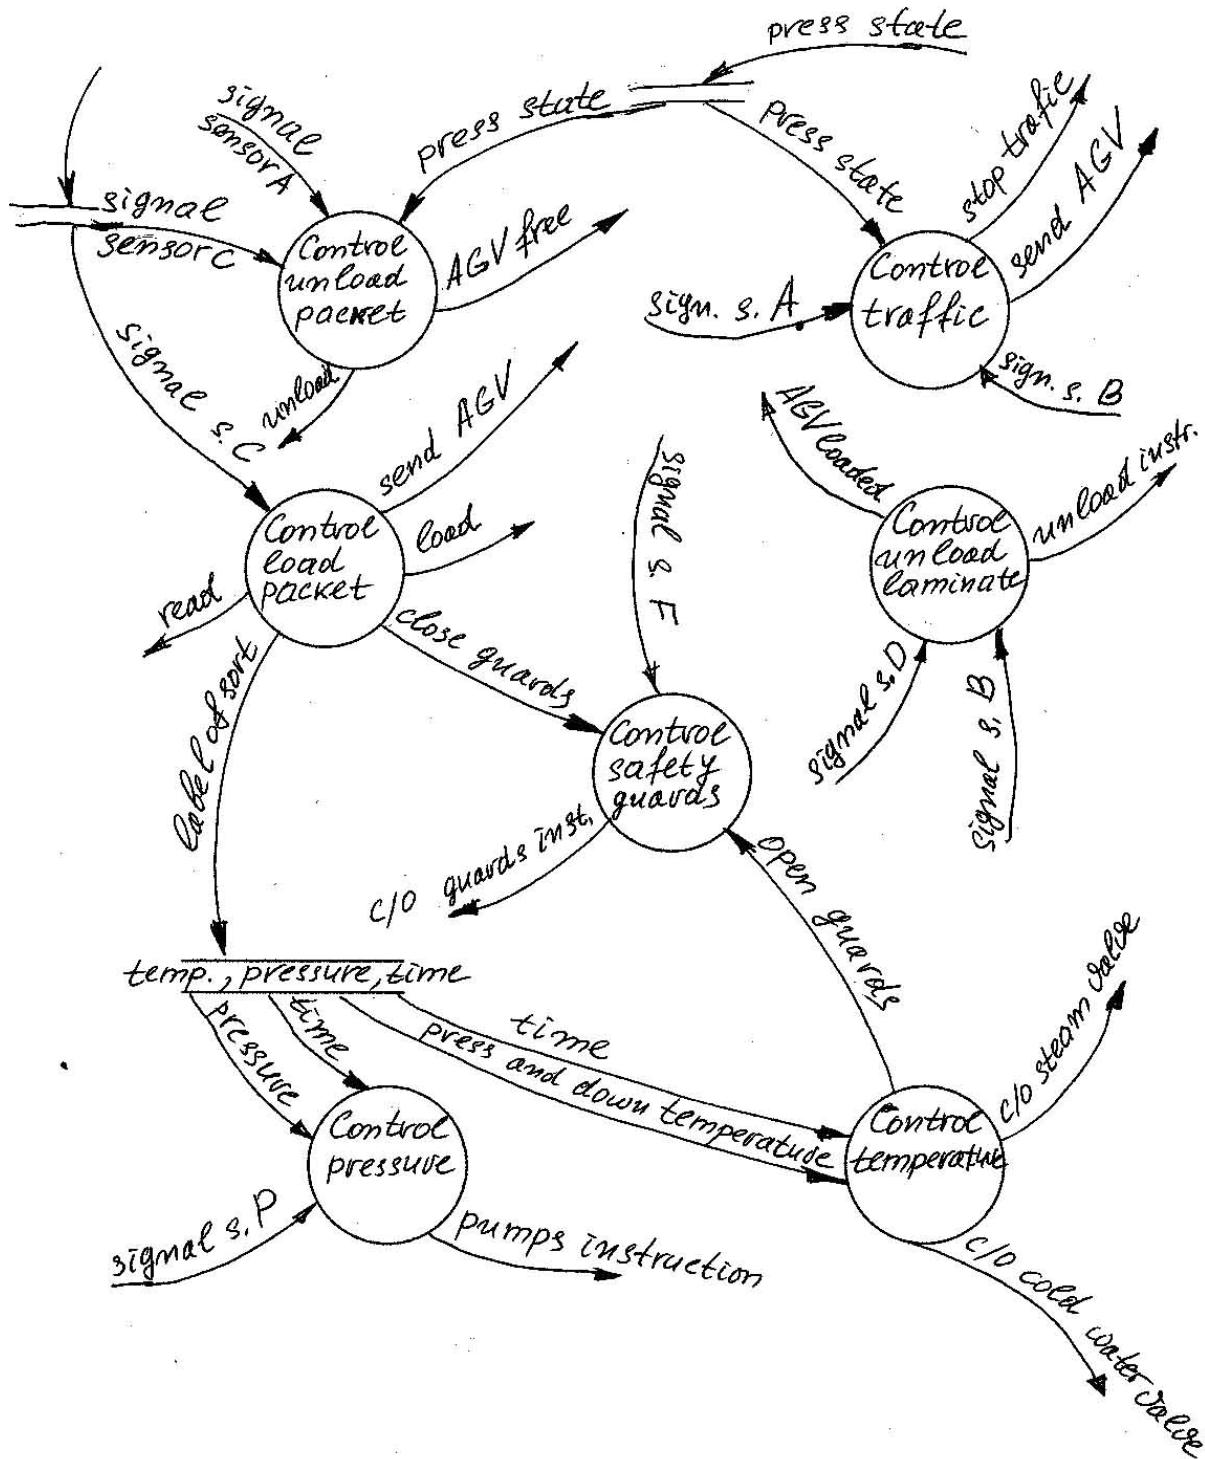 press state
signal
sensor A
press state
press state
stop trafic
send AGV
signal
sensor C
Control
unload
packet
AGV free
Control
traffic
sign. s. A.
sign. s. B
signal s. C
unload
send AGV
AGV loaded
unload instr.
signal s. F
Control
load
packet
load
Control
unload
laminate
read
close guards
label of sort
signal s. D
signal s. B
Control
safety
guards
c/o guards inst.
open guards
temp., pressure, time
pressure
time
time
press and down temperature
c/o steam valve
Control
pressure
Control
temperature
signal s. P
pumps instruction
c/o cold water valve